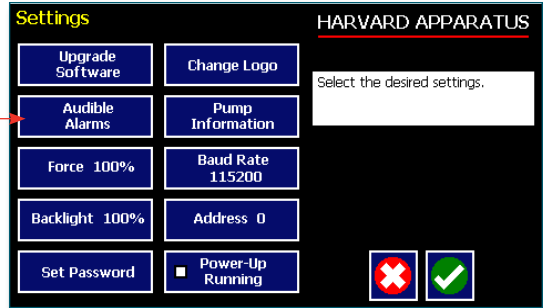 Settings
HARVARD APPARATUS
Upgrade
Software
Change Logo
Select the desired settings.
Audible
Alarms
Pump
Information
Force 100%
Baud Rate
115200
Backlight 100%
Address 0
Set Password
Power-Up
Running